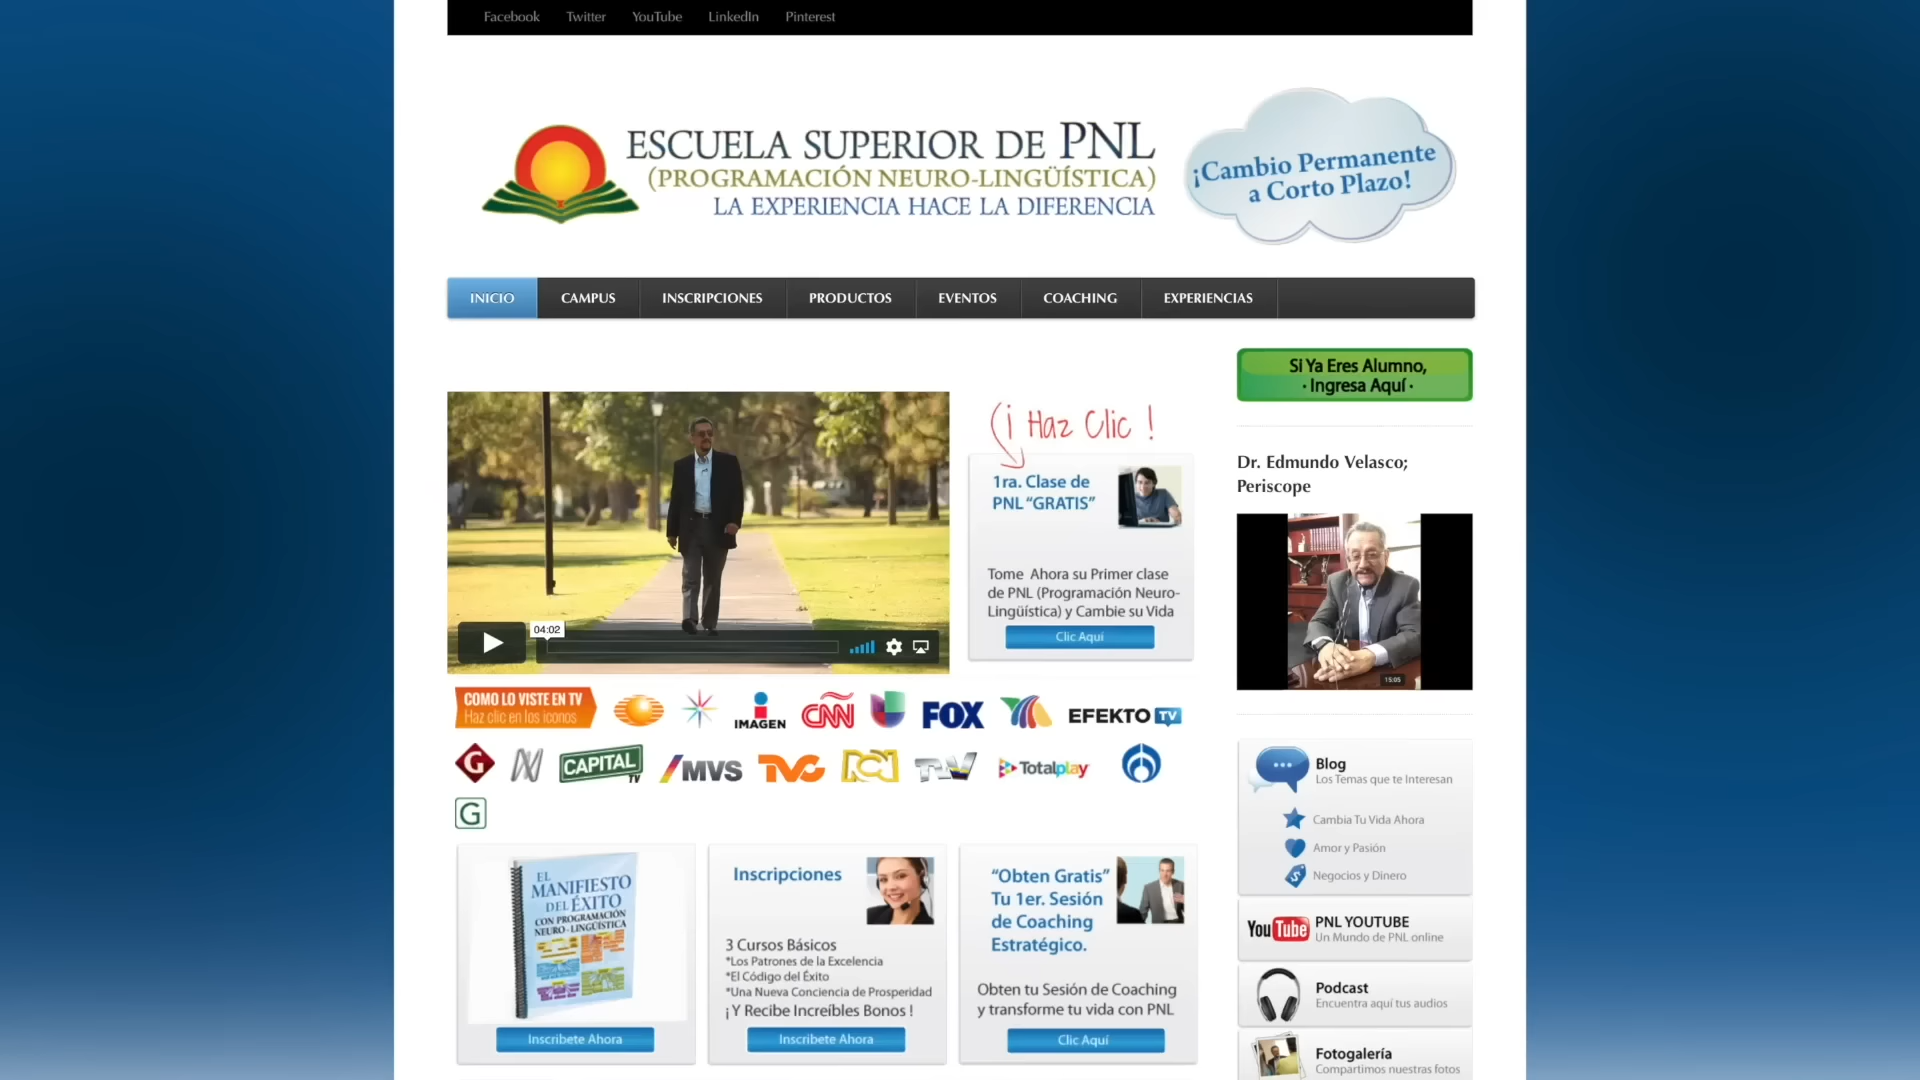 Facebook
Twitter
YouTube
LinkedIn
Pinterest
ESCUELA SUPERIOR DE PNL
(PROGRAMACIÓN NEURO-LINGÜÍSTICA)
LA EXPERIENCIA HACE LA DIFERENCIA
¡Cambio Permanente
a Corto Plazo!
INICIO
CAMPUS
INSCRIPCIONES
PRODUCTOS
EVENTOS
COACHING
EXPERIENCIAS
04:02
¡ Haz Clic !
1ra. Clase de
PNL “GRATIS”
Tome Ahora su Primer clase
de PNL (Programación Neuro-
Lingüística) y Cambie su Vida
Clic Aquí
Si Ya Eres Alumno,
· Ingresa Aquí ·
Dr. Edmundo Velasco;
Periscope
15:05
COMO LO VISTE EN TV
Haz clic en los iconos
IMAGEN
CNÑ
FOX
EFEKTO TV
G
CAPITAL TV
MVS
TVC
RCN
Totalplay
G
EL
MANIFIESTO
DEL ÉXITO
CON PROGRAMACIÓN
NEURO-LINGÜÍSTICA
Inscribete Ahora
Inscripciones
3 Cursos Básicos
*Los Patrones de la Excelencia
*El Código del Éxito
*Una Nueva Conciencia de Prosperidad
¡Y Recibe Increíbles Bonos !
Inscribete Ahora
“Obten Gratis”
Tu 1er. Sesión
de Coaching
Estratégico.
Obten tu Sesión de Coaching
y transforme tu vida con PNL
Clic Aquí
Blog
Los Temas que te Interesan
Cambia Tu Vida Ahora
Amor y Pasión
Negocios y Dinero
YouTube
PNL YOUTUBE
Un Mundo de PNL online
Podcast
Encuentra aquí tus audios
Fotogalería
Compartimos nuestras fotos